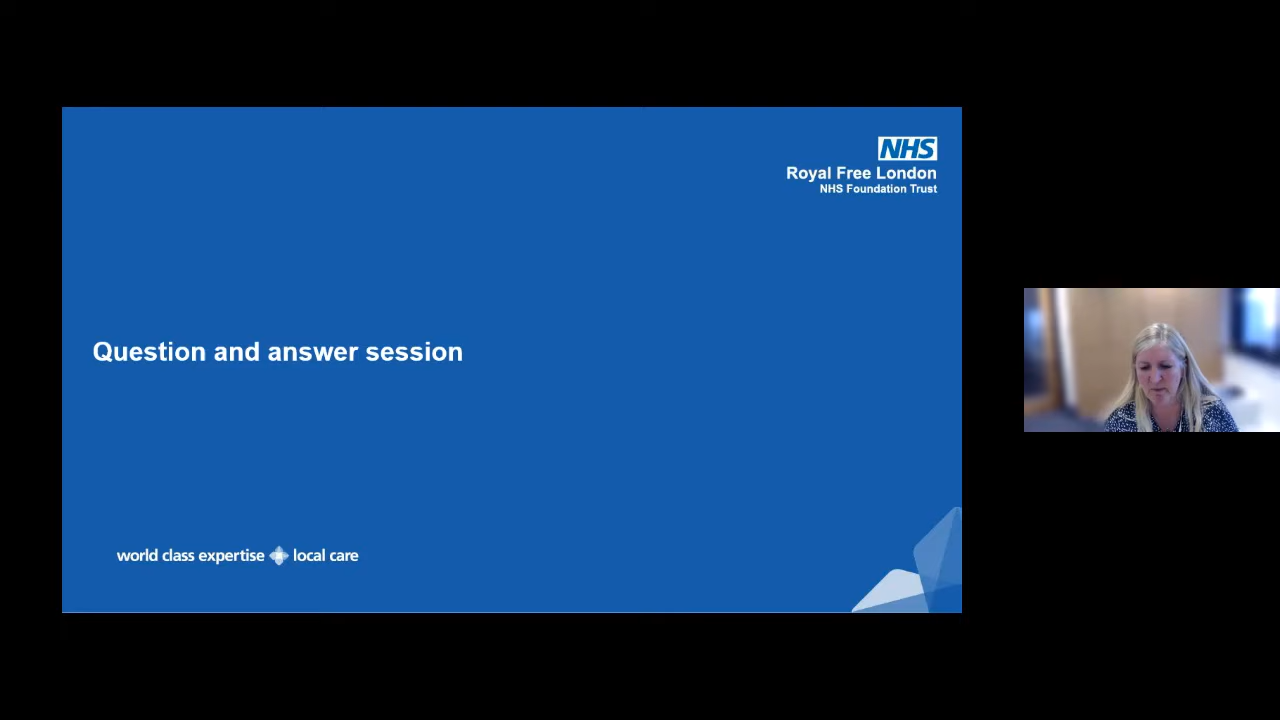 NHS
Royal Free London
NHS Foundation Trust
Question and answer session
world class expertise local care